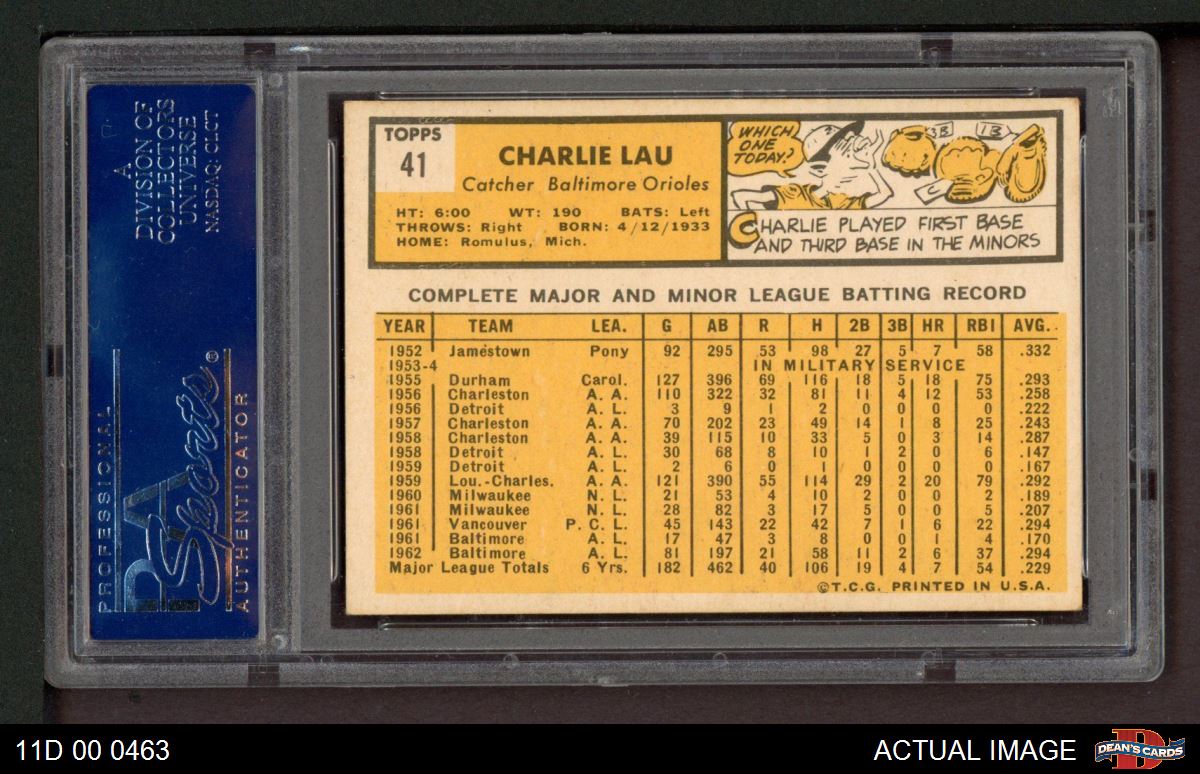 A
DIVISION OF
COLLECTORS
UNIVERSE
NASDAQ: CLCT
PROFESSIONAL
PSA
Sports®
AUTHENTICATOR
TOPPS
41
CHARLIE LAU
Catcher Baltimore Orioles
HT: 6:00 WT: 190 BATS: Left
THROWS: Right BORN: 4/12/1933
HOME: Romulus, Mich.
WHICH
ONE
TODAY?
3B 1B
CHARLIE PLAYED FIRST BASE
AND THIRD BASE IN THE MINORS
COMPLETE MAJOR AND MINOR LEAGUE BATTING RECORD
YEAR TEAM LEA. G AB R H 2B 3B HR RBI AVG.
1952 Jamestown Pony 92 295 53 98 27 5 7 58 .332
1953-4 IN MILITARY SERVICE
1955 Durham Carol. 127 396 69 116 18 5 18 75 .293
1956 Charleston A. A. 110 322 32 81 11 4 12 53 .258
1956 Detroit A. L. 3 9 1 2 0 0 0 0 .222
1957 Charleston A. A. 70 202 23 49 14 1 8 25 .243
1958 Charleston A. A. 39 115 10 33 5 0 3 14 .287
1958 Detroit A. L. 30 68 8 10 1 2 0 6 .147
1959 Detroit A. L. 2 6 0 1 0 0 0 0 .167
1959 Lou.-Charles. A. A. 121 390 55 114 29 2 20 79 .292
1960 Milwaukee N. L. 21 53 4 10 2 0 0 2 .189
1961 Milwaukee N. L. 28 82 3 17 5 0 0 5 .207
1961 Vancouver P. C. L. 45 143 22 42 7 1 6 22 .294
1961 Baltimore A. L. 17 47 3 8 0 0 1 4 .170
1962 Baltimore A. L. 81 197 21 58 11 2 6 37 .294
Major League Totals 6 Yrs. 182 462 40 106 19 4 7 54 .229
©T.C.G. PRINTED IN U.S.A.
11D 00 0463
ACTUAL IMAGE
D
DEAN'S CARDS